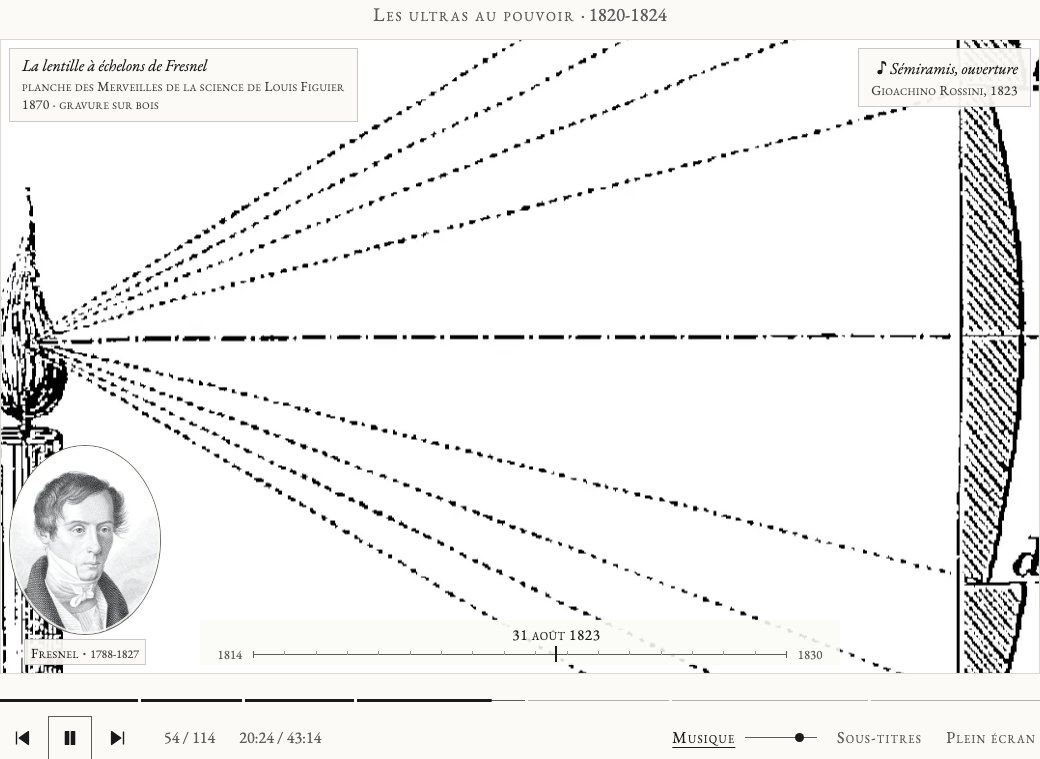 Les ultras au pouvoir · 1820-1824
La lentille à échelons de Fresnel
planche des Merveilles de la science de Louis Figuier
1870 · gravure sur bois
♪ Sémiramis, ouverture
Gioachino Rossini, 1823
d
Fresnel · 1788-1827
31 août 1823
1814
1830
54 / 114
20:24 / 43:14
Musique
Sous-titres
Plein écran